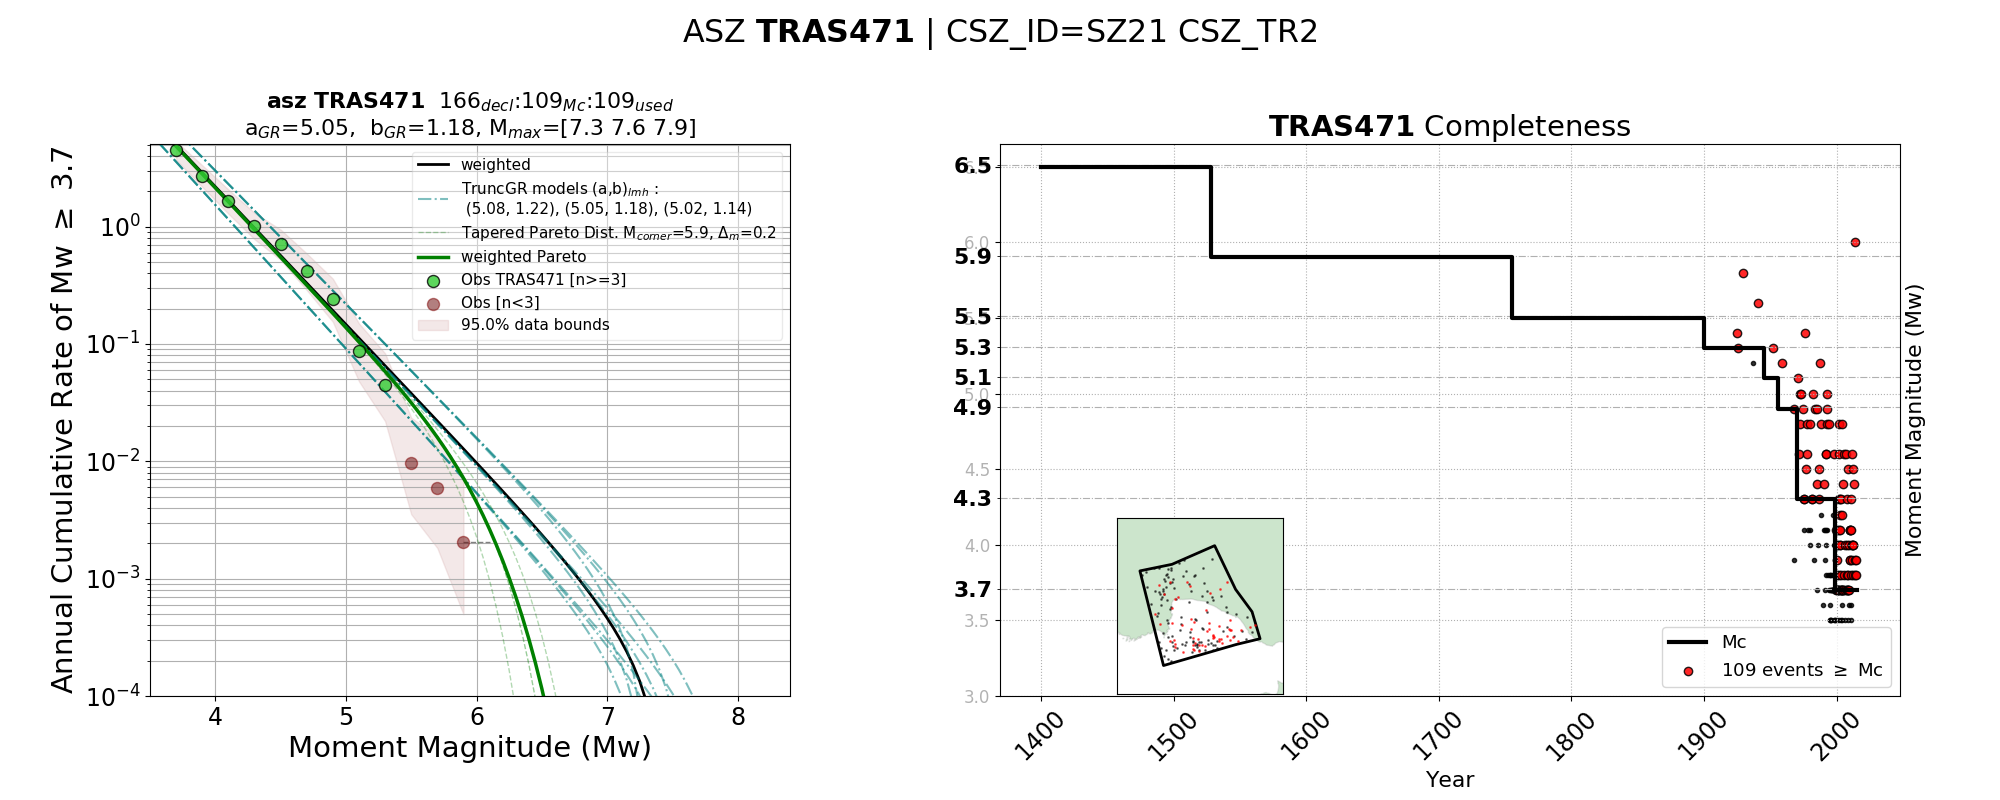 ASZ TRAS471 | CSZ_ID=SZ21 CSZ_TR2
asz TRAS471 166decl:109Mc:109used
aGR=5.05, bGR=1.18, Mmax=[7.3 7.6 7.9]
Annual Cumulative Rate of Mw ≥ 3.7
10^0
10^-1
10^-2
10^-3
10^-4
weighted
TruncGR models (a,b)lmh :
(5.08, 1.22), (5.05, 1.18), (5.02, 1.14)
Tapered Pareto Dist. Mcorner=5.9, Δm=0.2
weighted Pareto
Obs TRAS471 [n>=3]
Obs [n<3]
95.0% data bounds
4 5 6 7 8
Moment Magnitude (Mw)
TRAS471 Completeness
6.5
6.0
5.9
5.5
5.3
5.1
5.0
4.9
4.5
4.3
4.0
3.7
3.5
3.0
Moment Magnitude (Mw)
Mc
109 events ≥ Mc
1400 1500 1600 1700 1800 1900 2000
Year